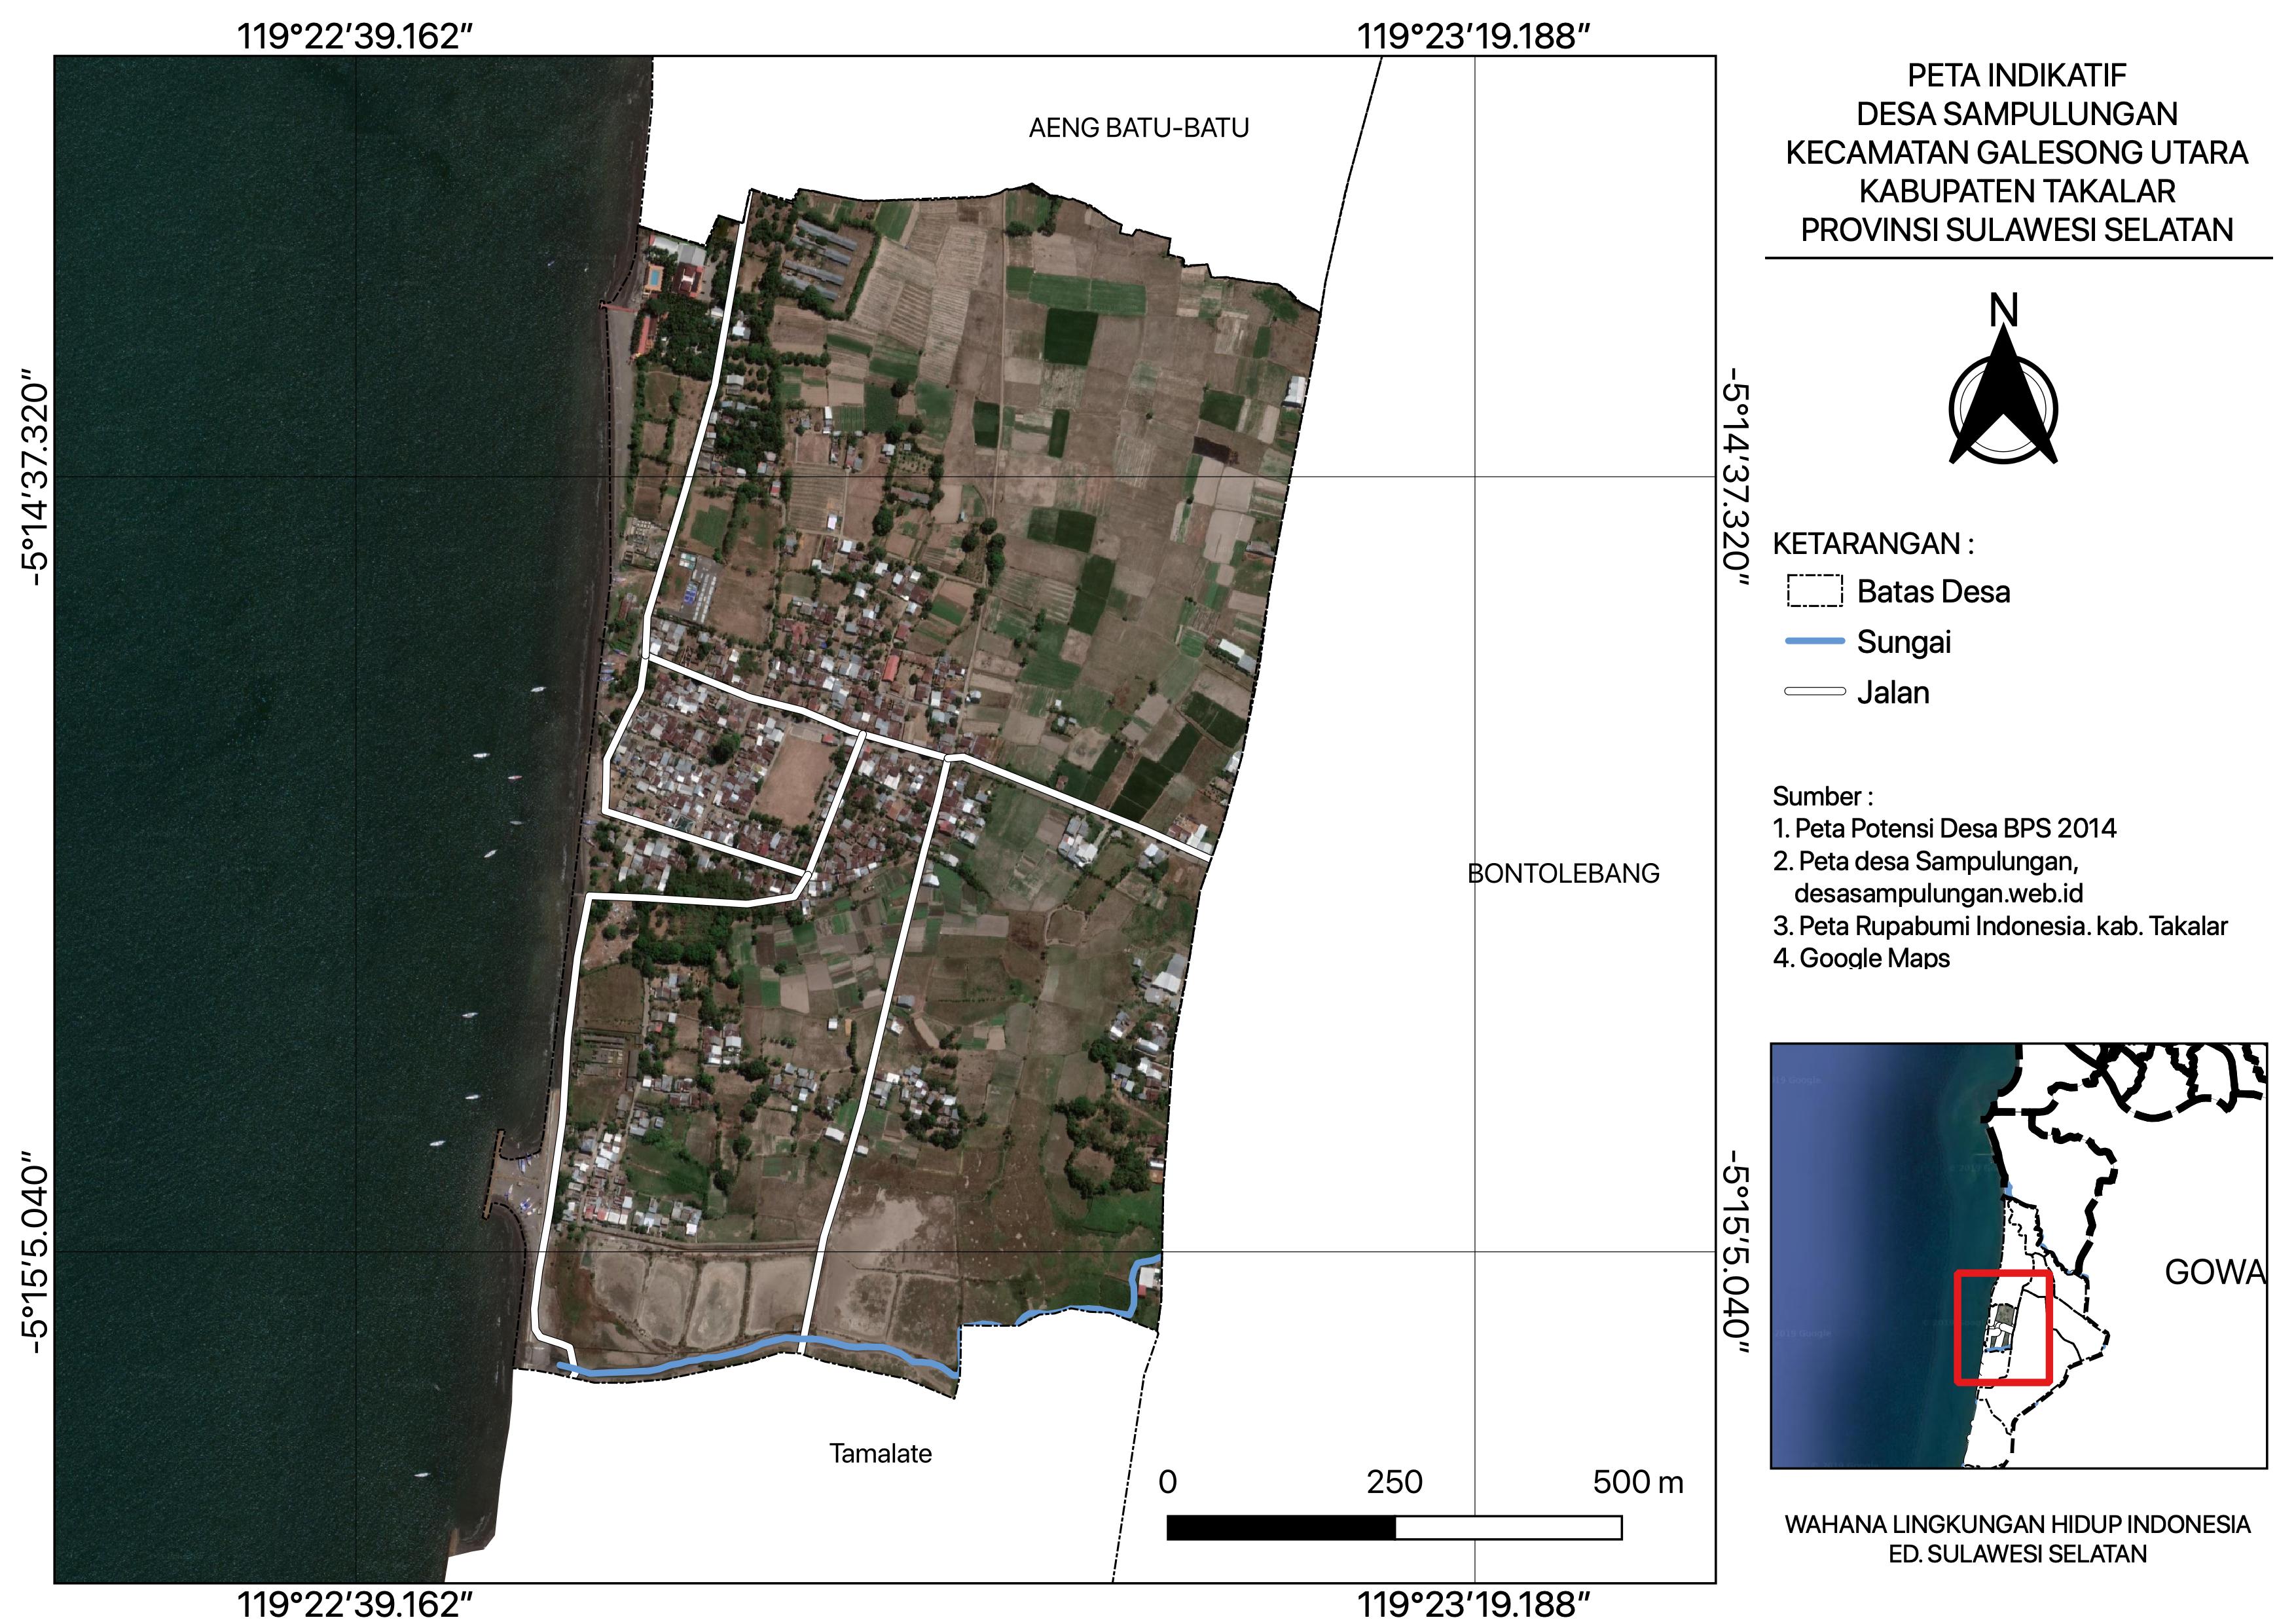 119°22′39.162″
119°23′19.188″
PETA INDIKATIF
DESA SAMPULUNGAN
KECAMATAN GALESONG UTARA
KABUPATEN TAKALAR
PROVINSI SULAWESI SELATAN
AENG BATU-BATU
N
-5°14′37.320″
-5°14′37.320″
KETARANGAN :
Batas Desa
Sungai
Jalan
Sumber :
1. Peta Potensi Desa BPS 2014
2. Peta desa Sampulungan,
desasampulungan.web.id
3. Peta Rupabumi Indonesia. kab. Takalar
4. Google Maps
BONTOLEBANG
-5°15′5.040″
-5°15′5.040″
GOWA
Tamalate
0 250 500 m
WAHANA LINGKUNGAN HIDUP INDONESIA
ED. SULAWESI SELATAN
119°22′39.162″
119°23′19.188″